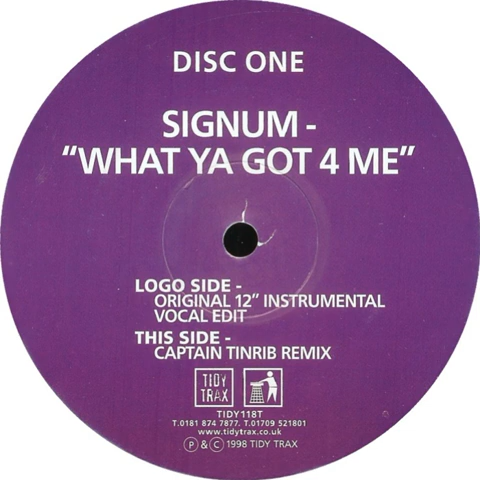 DISC ONE
SIGNUM -
“WHAT YA GOT 4 ME”
LOGO SIDE -
ORIGINAL 12” INSTRUMENTAL
VOCAL EDIT
THIS SIDE -
CAPTAIN TINRIB REMIX
TIDY
TRAX
TIDY118T
T.0181 874 7877. T.01709 521801
www.tidytrax.co.uk
Ⓟ & Ⓒ 1998 TIDY TRAX